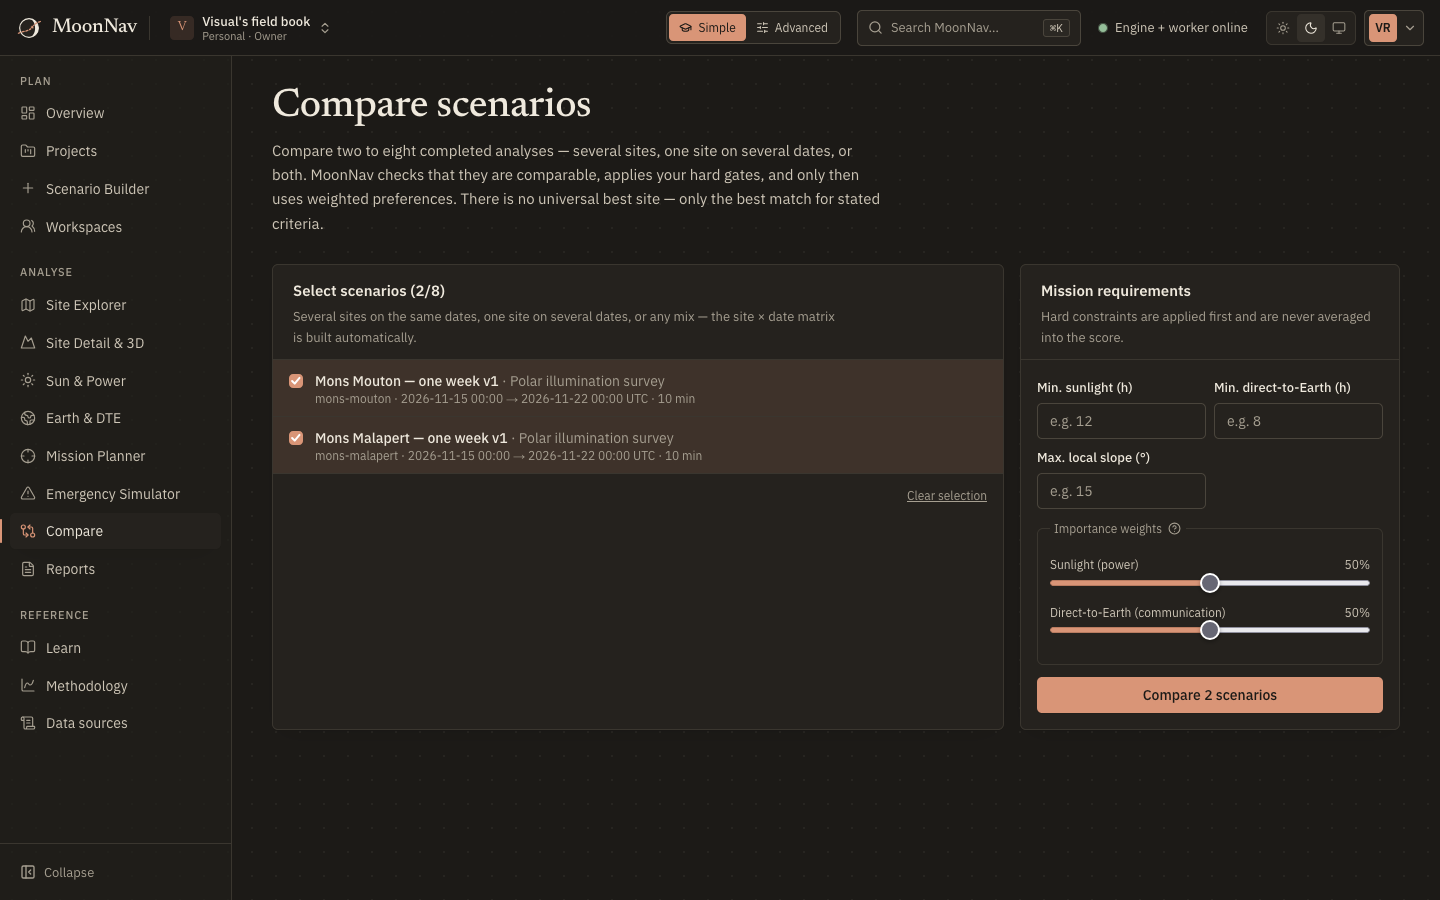 MoonNav
V
Visual's field book
Personal · Owner
Simple
Advanced
Search MoonNav...
⌘K
Engine + worker online
VR
PLAN
Overview
Projects
Scenario Builder
Workspaces
ANALYSE
Site Explorer
Site Detail & 3D
Sun & Power
Earth & DTE
Mission Planner
Emergency Simulator
Compare
Reports
REFERENCE
Learn
Methodology
Data sources
Collapse
Compare scenarios
Compare two to eight completed analyses — several sites, one site on several dates, or
both. MoonNav checks that they are comparable, applies your hard gates, and only then
uses weighted preferences. There is no universal best site — only the best match for stated
criteria.
Select scenarios (2/8)
Several sites on the same dates, one site on several dates, or any mix — the site × date matrix
is built automatically.
Mons Mouton — one week v1 · Polar illumination survey
mons-mouton · 2026-11-15 00:00 → 2026-11-22 00:00 UTC · 10 min
Mons Malapert — one week v1 · Polar illumination survey
mons-malapert · 2026-11-15 00:00 → 2026-11-22 00:00 UTC · 10 min
Clear selection
Mission requirements
Hard constraints are applied first and are never averaged
into the score.
Min. sunlight (h)
e.g. 12
Min. direct-to-Earth (h)
e.g. 8
Max. local slope (°)
e.g. 15
Importance weights
Sunlight (power) 50%
Direct-to-Earth (communication) 50%
Compare 2 scenarios